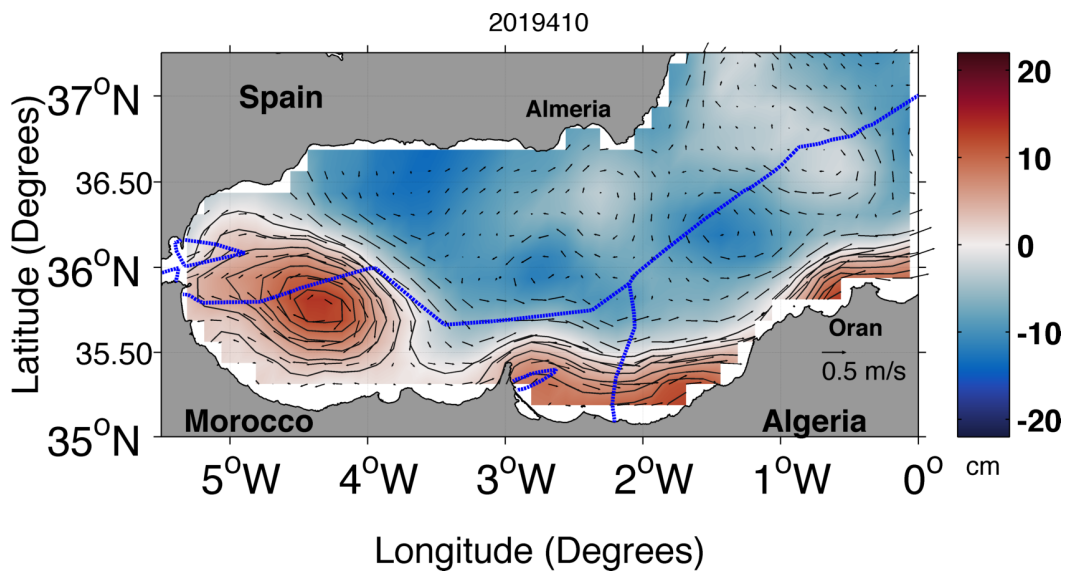 2019410
37°N
36.50
36°N
35.50
35°N
Latitude (Degrees)
Spain
Almeria
Oran
0.5 m/s
Morocco
Algeria
5°W 4°W 3°W 2°W 1°W 0°
Longitude (Degrees)
20
10
0
-10
-20
cm